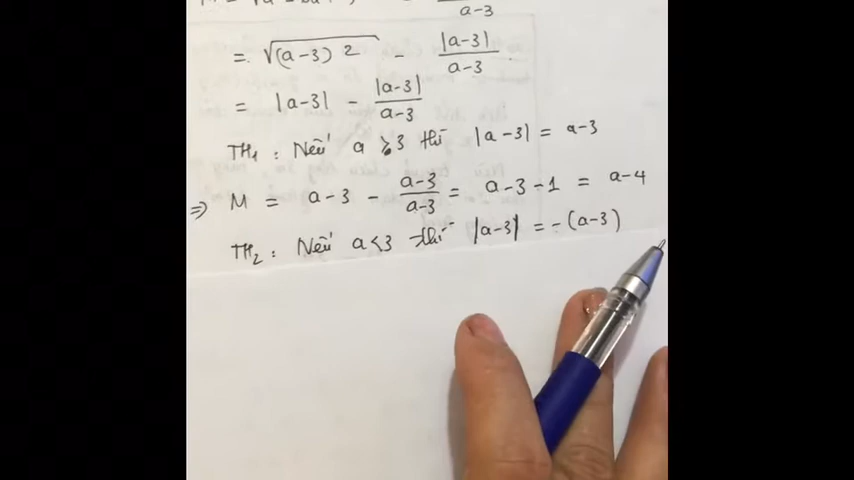 a-3
= √(a-3)2 - |a-3|/a-3
= |a-3| - |a-3|/a-3
TH1: Nếu a ≥ 3 thì |a-3| = a-3
⇒ M = a-3 - a-3/a-3 = a-3-1 = a-4
TH2: Nếu a<3 thì |a-3| = -(a-3)